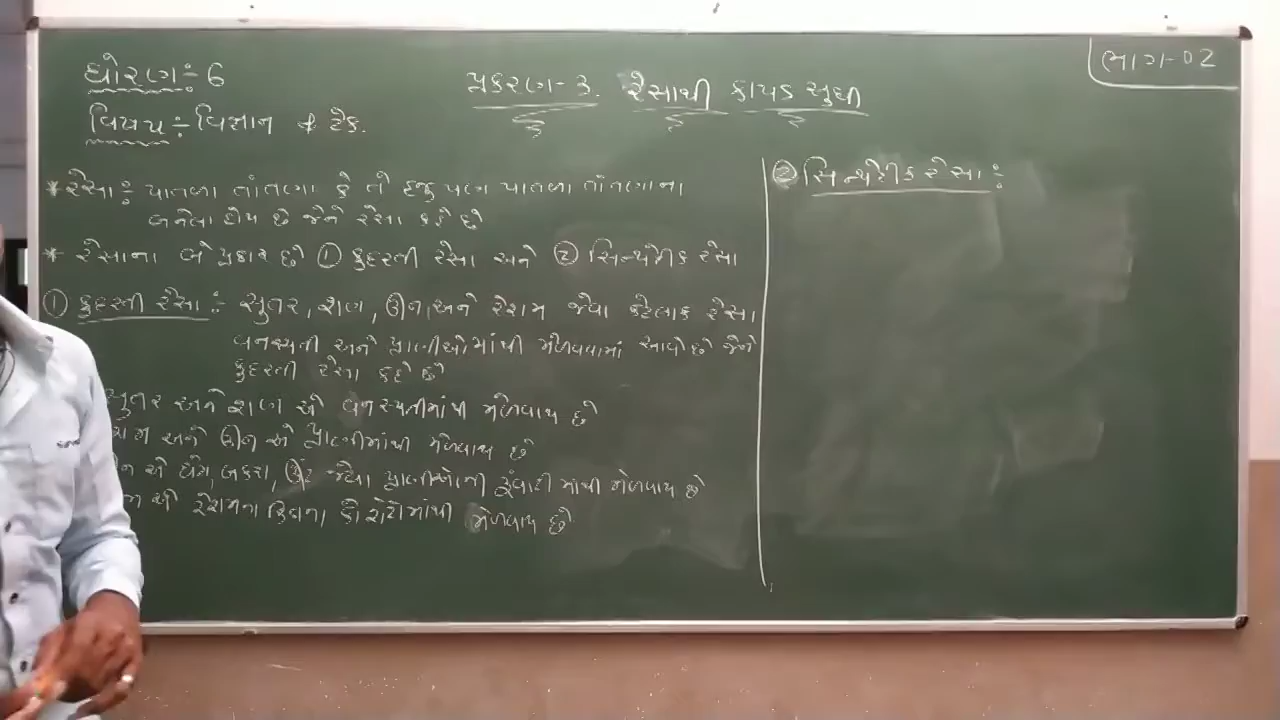 ધોરણ ÷ 6
વિષય ÷ વિજ્ઞાન & ટેક.
પ્રકરણ - ૩. રેસાથી કાપડ સુધી
ભાગ-02
* રેસા ÷ પાતળા તાંતણા કે જે હજુ પણ પાતળા તાંતણાના
બનેલા હોય છે જેને રેસા કહે છે
* રેસાના બે પ્રકાર છે ① કુદરતી રેસા અને ② સિન્થેટીક રેસા
① કુદરતી રેસા :- સુતર, શણ, ઊન, અને રેશમ જેવા કેટલાક રેસા
વનસ્પતી અને પ્રાણીઓમાંથી મેળવવામાં આવે છે જેને
કુદરતી રેસા કહે છે
સુતર અને શણ એ વનસ્પતીમાંથી મેળવાય છે
અને ઊન એ પ્રાણીમાંથી મેળવાય છે
એ ઘેટા, બકરા, ઊંટ જેવા પ્રાણીઓની રૂંવાટી માંથી મેળવાય છે
એ રેશમના કિડાના કોશેટોમાંથી મેળવાય છે
② સિન્થેટીક રેસા ÷